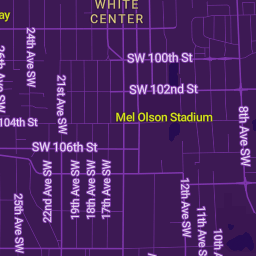 WHITE
CENTER
ay
24th Ave SW
26th Ave SW
SW 100th St
21st Ave SW
SW 102nd St
Mel Olson Stadium
104th St
8th Ave SW
SW 106th St
22nd Ave SW
19th Ave SW
18th Ave SW
17th Ave SW
12th Ave SW
25th Ave SW
11th Ave SW
10th A